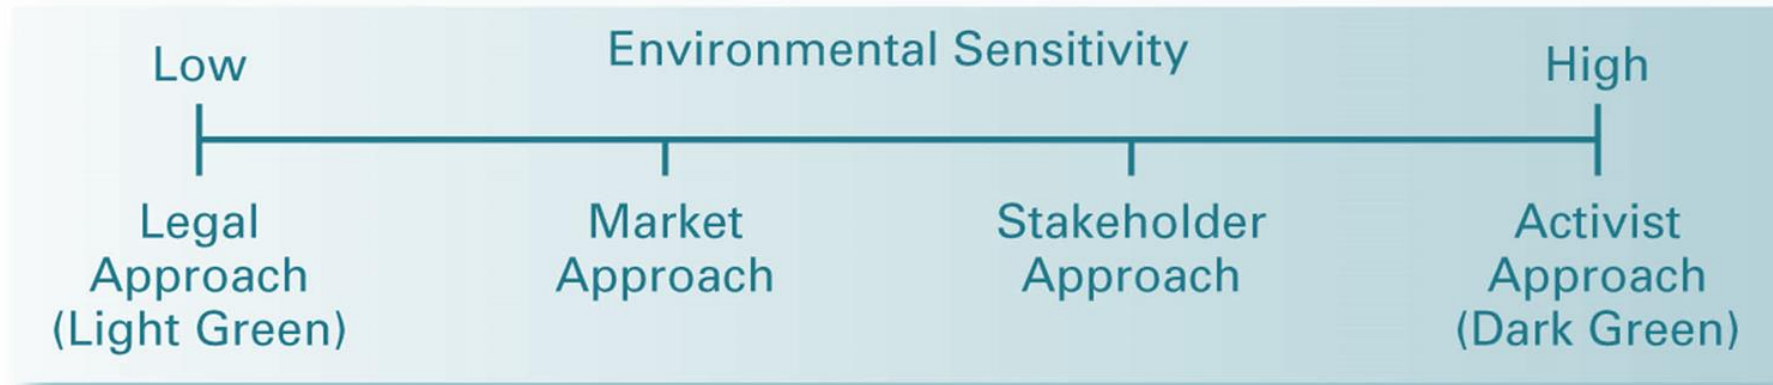 Environmental Sensitivity
Low
High
Legal
Approach
(Light Green)
Market
Approach
Stakeholder
Approach
Activist
Approach
(Dark Green)